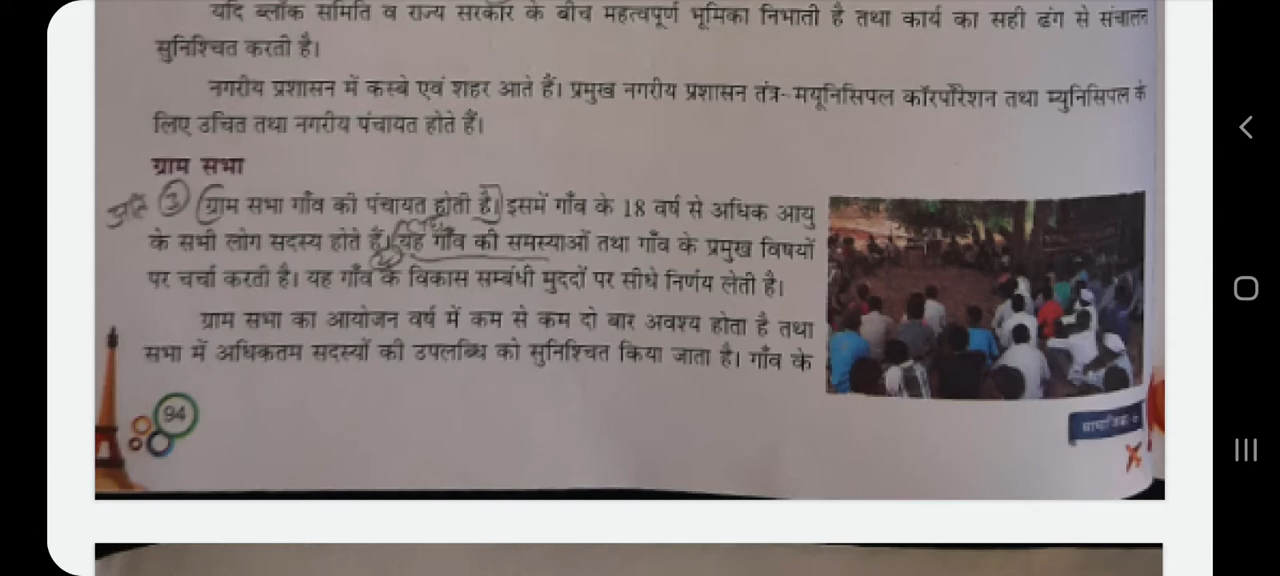 यदि ब्लॉक समिति व राज्य सरकार के बीच महत्वपूर्ण भूमिका निभाती है तथा कार्य का सही ढंग से संचालन
सुनिश्चित करती है।
नगरीय प्रशासन में कस्बे एवं शहर आते हैं। प्रमुख नगरीय प्रशासन तंत्र-मयूनिसिपल कॉरपोरेशन तथा म्युनिसिपल के
लिए उचित तथा नगरीय पंचायत होते हैं।
ग्राम सभा
ग्राम सभा गाँव की पंचायत होती है। इसमें गाँव के 18 वर्ष से अधिक आयु
के सभी लोग सदस्य होते हैं। यह गाँव की समस्याओं तथा गाँव के प्रमुख विषयों
पर चर्चा करती है। यह गाँव के विकास सम्बंधी मुददों पर सीधे निर्णय लेती है।
ग्राम सभा का आयोजन वर्ष में कम से कम दो बार अवश्य होता है तथा
सभा में अधिकतम सदस्यों की उपलब्धि को सुनिश्चित किया जाता है। गाँव के
94